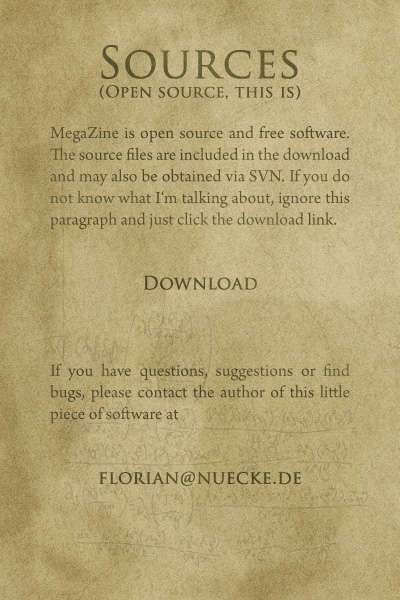 Sources
(Open source, this is)
MegaZine is open source and free software.
The source files are included in the download
and may also be obtained via SVN. If you do
not know what I'm talking about, ignore this
paragraph and just click the download link.
Download
If you have questions, suggestions or find
bugs, please contact the author of this little
piece of software at
florian@nuecke.de